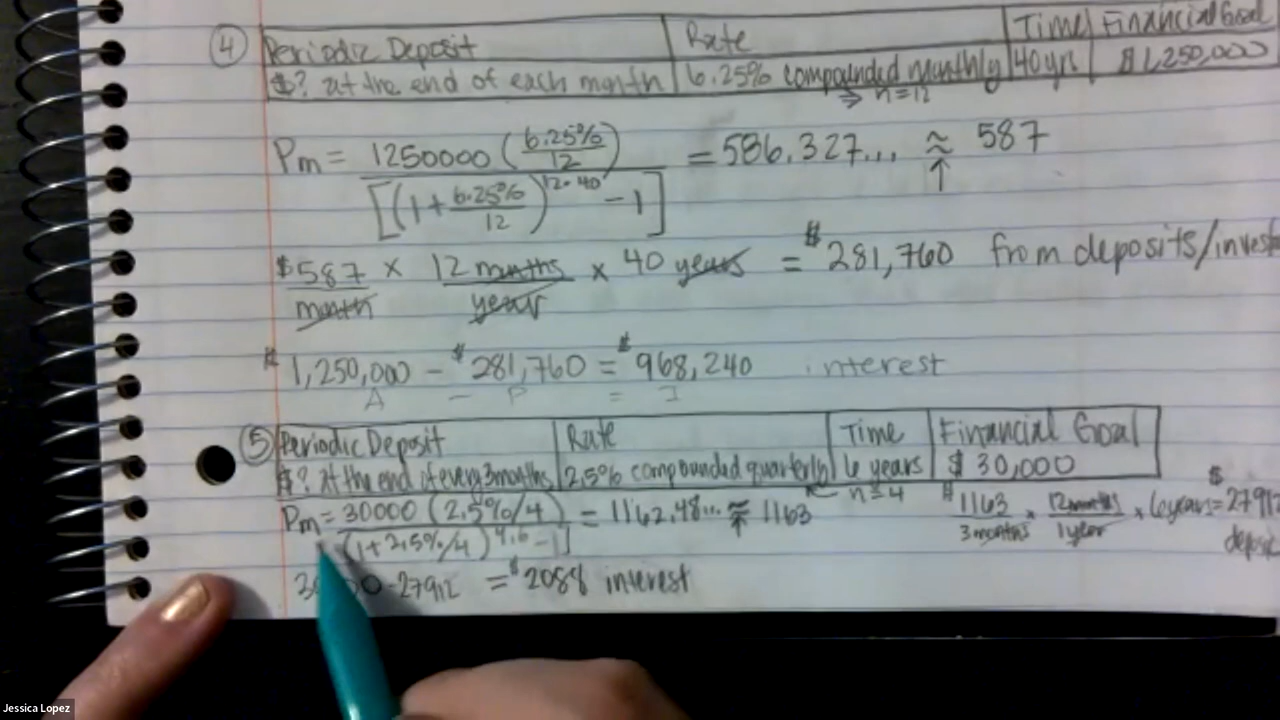 ④ Periodic Deposit Rate Time Financial Goal
$? at the end of each month 6.25% compounded monthly 40 yrs $1,250,000
⇒ n=12
Pm = 1250000 (6.25%/12) = 586.327... ≈ 587
[(1+6.25%/12)^12·40 - 1] ↑
$587/month × 12 months/year × 40 years = $281,760 from deposits/invest
$1,250,000 - $281,760 = $968,240 interest
A - P = I
⑤ Periodic Deposit Rate Time Financial Goal
$? at the end of every 3 months 2.5% compounded quarterly 6 years $30,000
n=4
Pm = 30000 (2.5%/4) = 1162.48... ≈ 1163 $1163/3 months × 12 months/1 year × 6 years = $27912
(1+2.5%/4)^4·6 -1] ↑
-27912 = $2088 interest
Jessica Lopez